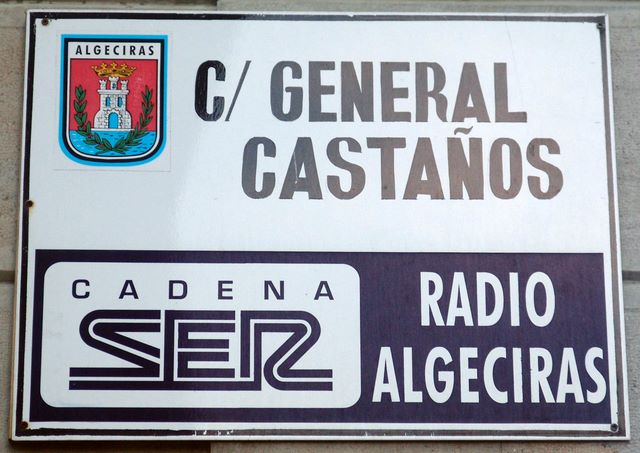 ALGECIRAS
C/ GENERAL
CASTAÑOS
CADENA
SER
RADIO
ALGECIRAS